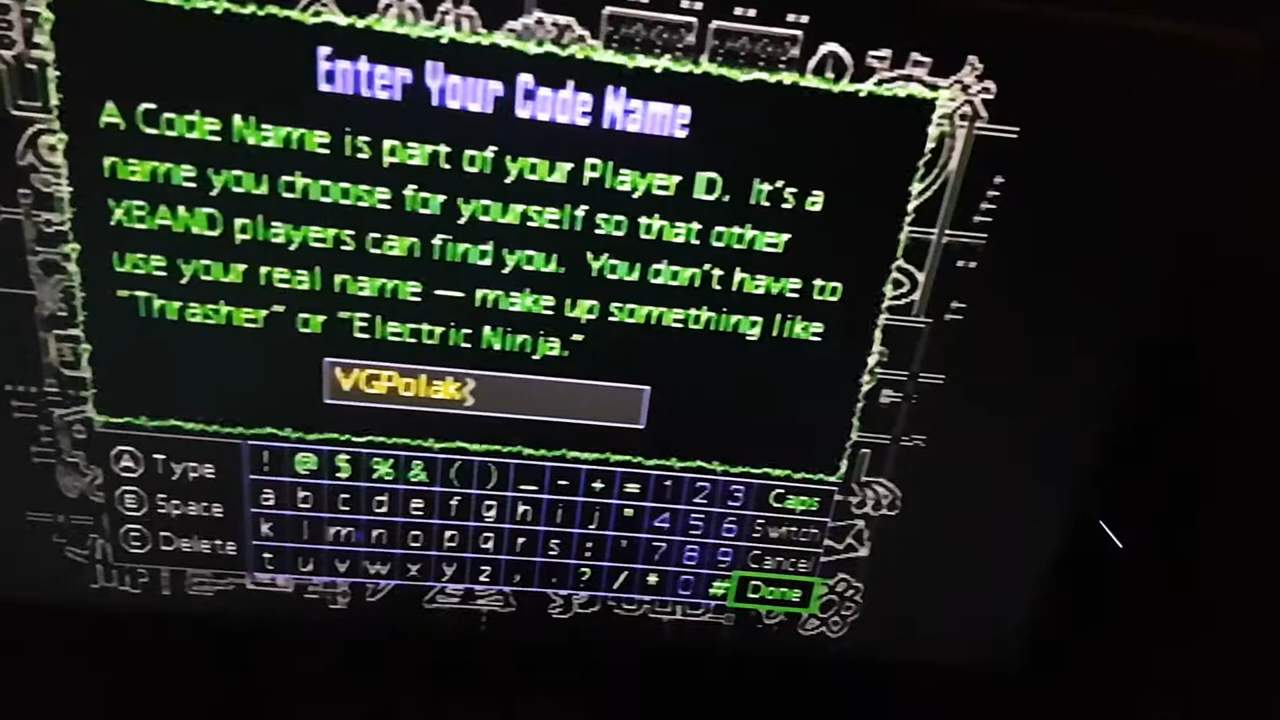 Enter Your Code Name
A Code Name is part of your Player ID. It's a
name you choose for yourself so that other
XBAND players can find you. You don't have to
use your real name — make up something like
"Thrasher" or "Electric Ninja."
VGPolak
A Type
B Space
C Delete
! @ $ % & ( ) _ - + = 1 2 3 Caps
a b c d e f g h i j " 4 5 6 Switch
k l m n o p q r s : ' 7 8 9 Cancel
t u v w x y z , . ? / * 0 # Done